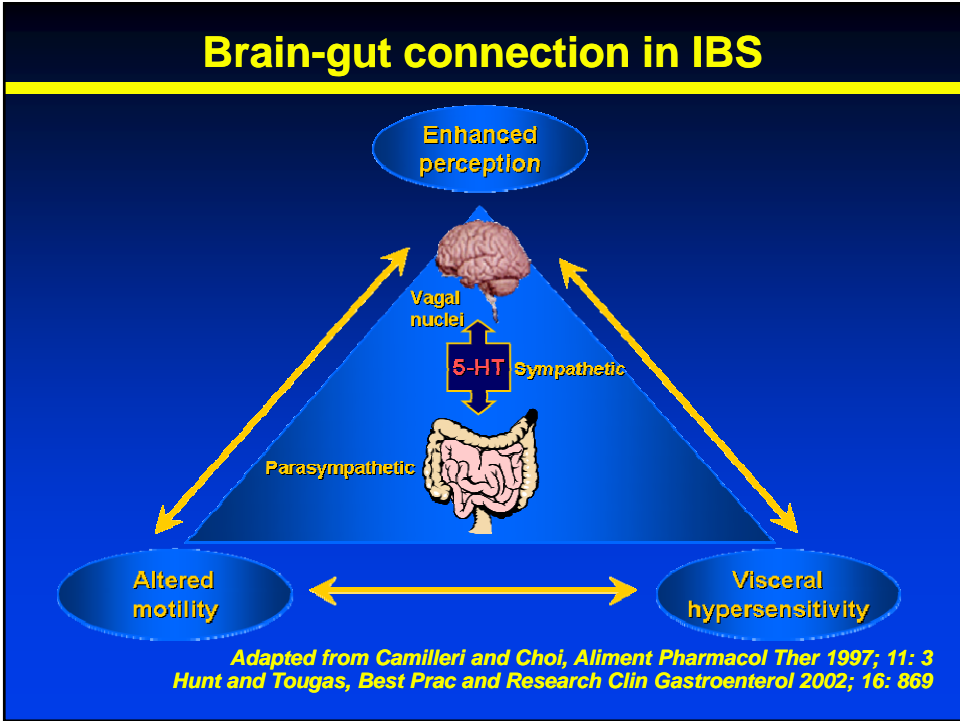 Brain-gut connection in IBS
Enhanced
perception
Vagal
nuclei
5-HT
Sympathetic
Parasympathetic
Altered
motility
Visceral
hypersensitivity
Adapted from Camilleri and Choi, Aliment Pharmacol Ther 1997; 11: 3
Hunt and Tougas, Best Prac and Research Clin Gastroenterol 2002; 16: 869